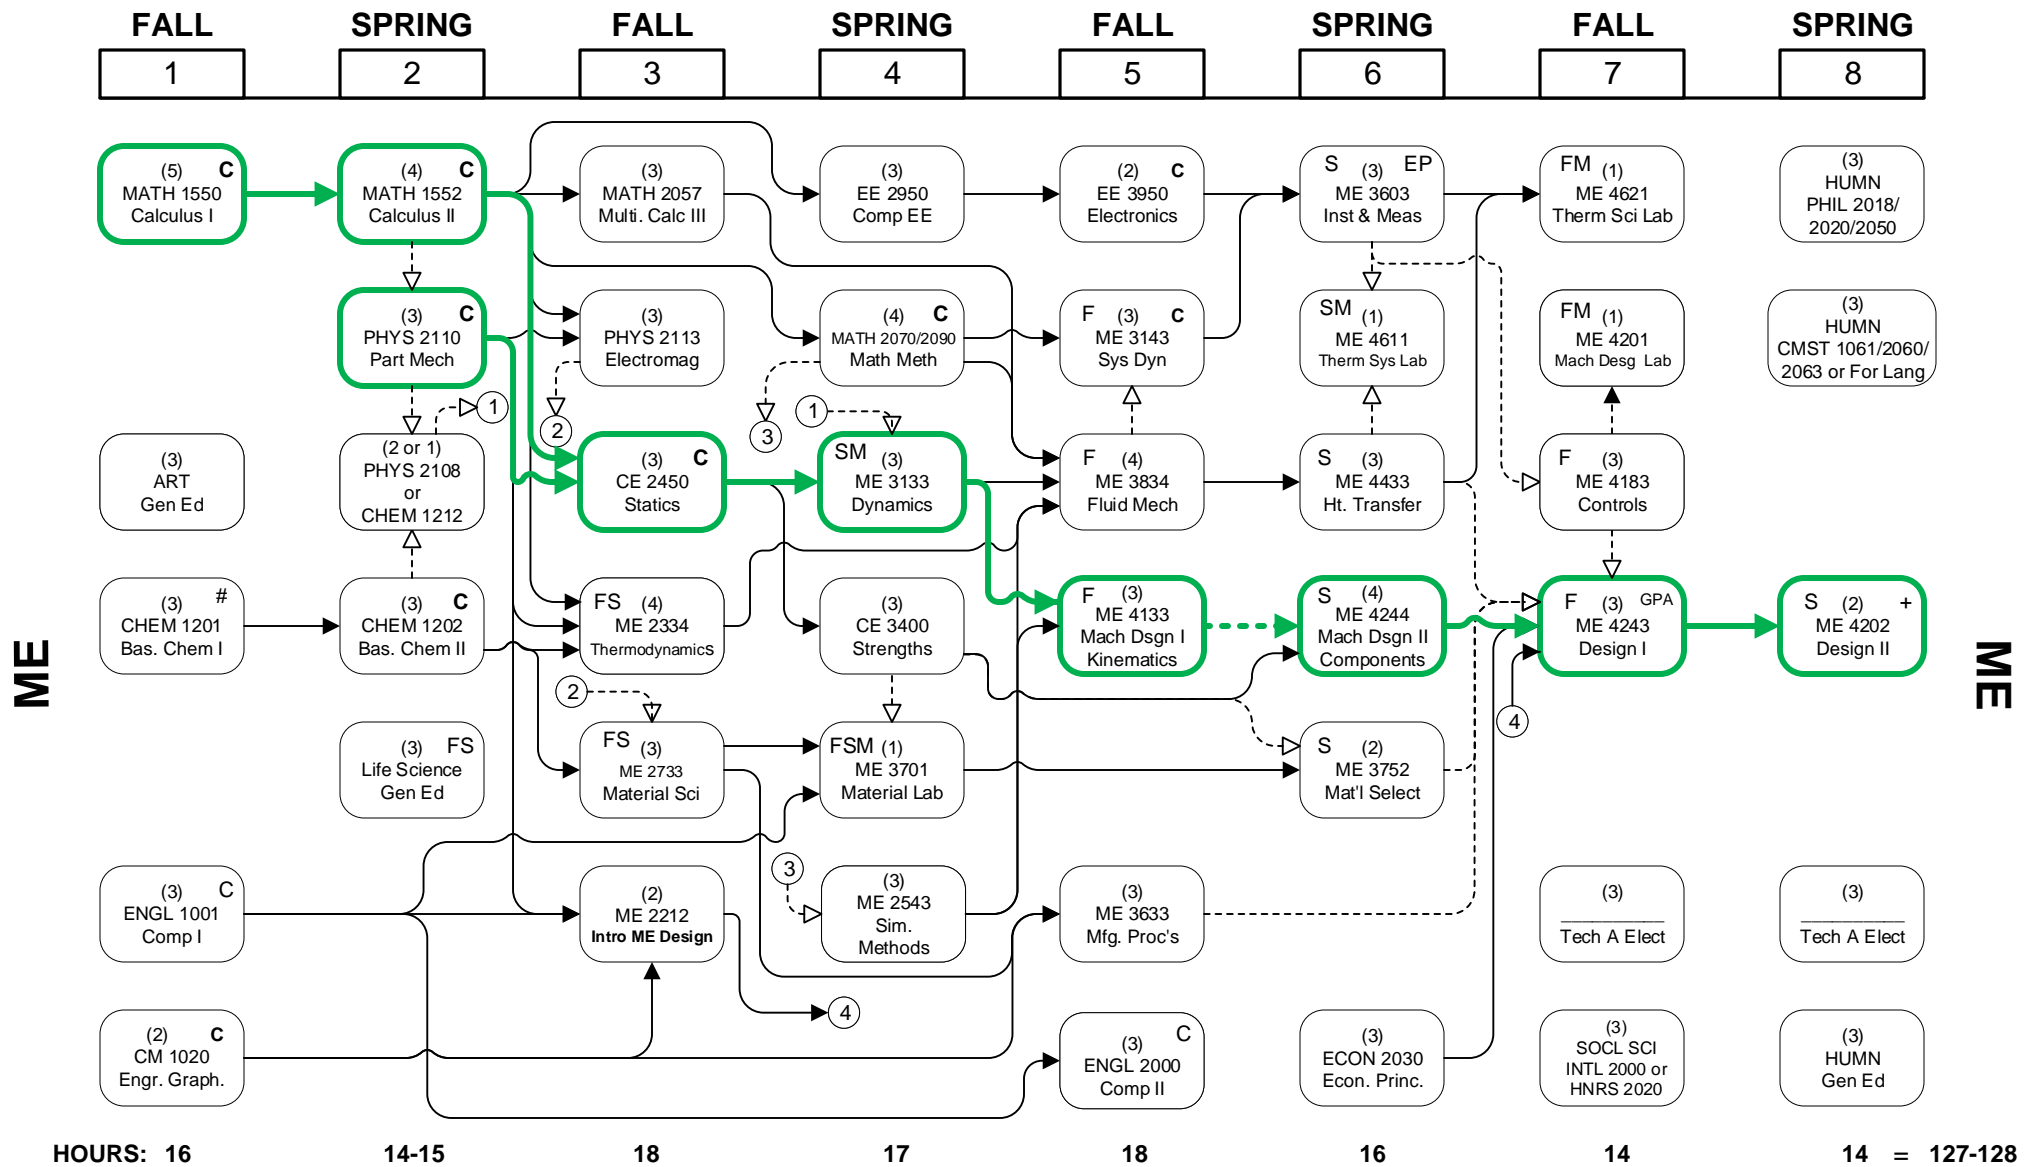 FALL
SPRING
FALL
SPRING
FALL
SPRING
FALL
SPRING
1
2
3
4
5
6
7
8
(5) C
MATH 1550
Calculus I
(4) C
MATH 1552
Calculus II
(3)
MATH 2057
Multi. Calc III
(3)
EE 2950
Comp EE
(2) C
EE 3950
Electronics
S (3) EP
ME 3603
Inst & Meas
FM (1)
ME 4621
Therm Sci Lab
(3)
HUMN
PHIL 2018/
2020/2050
(3) C
PHYS 2110
Part Mech
(3)
PHYS 2113
Electromag
(4) C
MATH 2070/2090
Math Meth
F (3) C
ME 3143
Sys Dyn
SM (1)
ME 4611
Therm Sys Lab
FM (1)
ME 4201
Mach Desg Lab
(3)
HUMN
CMST 1061/2060/
2063 or For Lang
1
2
3
1
(3)
ART
Gen Ed
(2 or 1)
PHYS 2108
or
CHEM 1212
(3) C
CE 2450
Statics
SM (3)
ME 3133
Dynamics
F (4)
ME 3834
Fluid Mech
S (3)
ME 4433
Ht. Transfer
F (3)
ME 4183
Controls
ME
(3) #
CHEM 1201
Bas. Chem I
(3) C
CHEM 1202
Bas. Chem II
FS (4)
ME 2334
Thermodynamics
(3)
CE 3400
Strengths
F (3)
ME 4133
Mach Dsgn I
Kinematics
S (4)
ME 4244
Mach Dsgn II
Components
F (3) GPA
ME 4243
Design I
S (2) +
ME 4202
Design II
ME
2
4
(3) FS
Life Science
Gen Ed
FS (3)
ME 2733
Material Sci
FSM (1)
ME 3701
Material Lab
S (2)
ME 3752
Mat'l Select
3
(3) C
ENGL 1001
Comp I
(2)
ME 2212
Intro ME Design
(3)
ME 2543
Sim.
Methods
(3)
ME 3633
Mfg. Proc's
(3)
__________
Tech A Elect
(3)
__________
Tech A Elect
4
(2) C
CM 1020
Engr. Graph.
(3) C
ENGL 2000
Comp II
(3)
ECON 2030
Econ. Princ.
(3)
SOCL SCI
INTL 2000 or
HNRS 2020
(3)
HUMN
Gen Ed
HOURS: 16 14-15 18 17 18 16 14 14 = 127-128